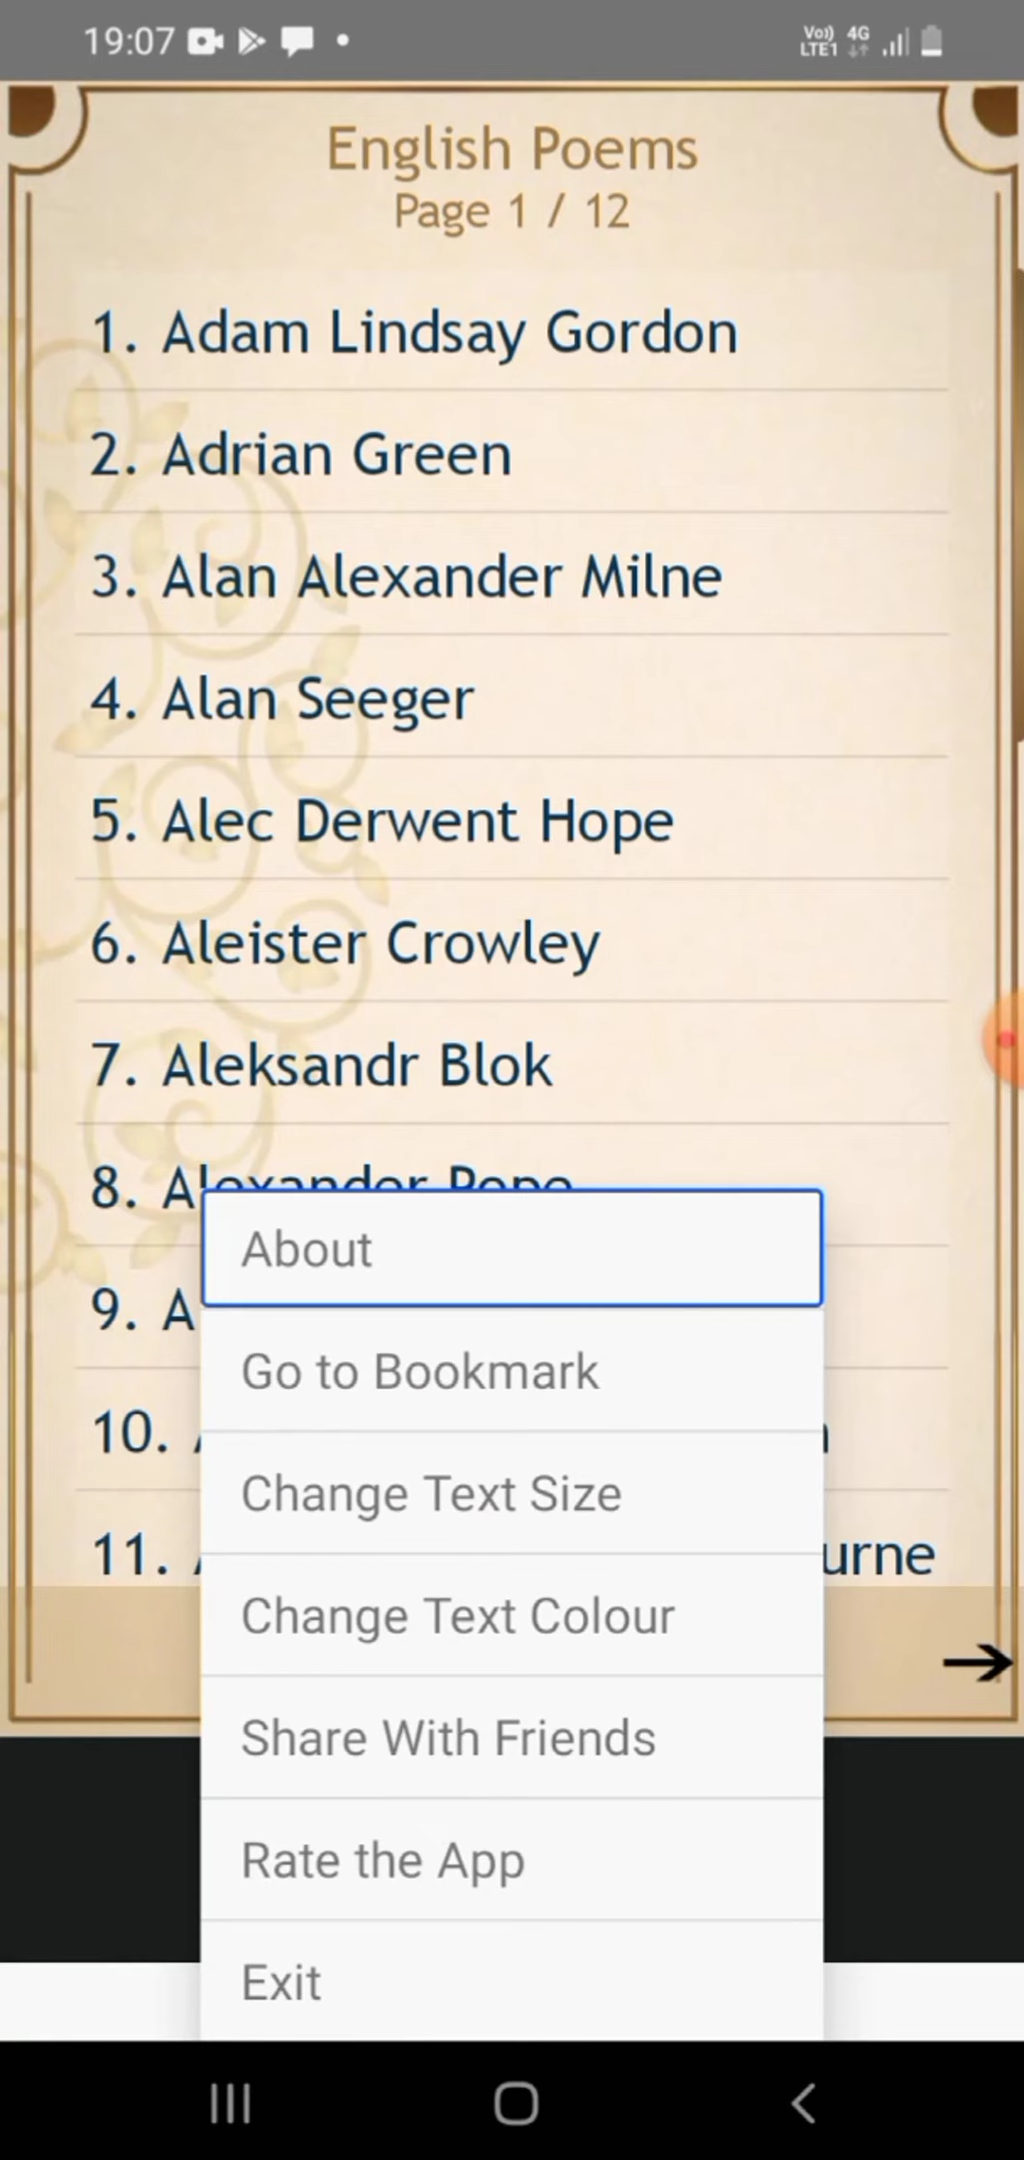 19:07
Vo)) 4G
LTE1
English Poems
Page 1 / 12
1. Adam Lindsay Gordon
2. Adrian Green
3. Alan Alexander Milne
4. Alan Seeger
5. Alec Derwent Hope
6. Aleister Crowley
7. Aleksandr Blok
8. Alexander Pope
9. A
10.
11. urne
About
Go to Bookmark
Change Text Size
Change Text Colour
Share With Friends
Rate the App
Exit